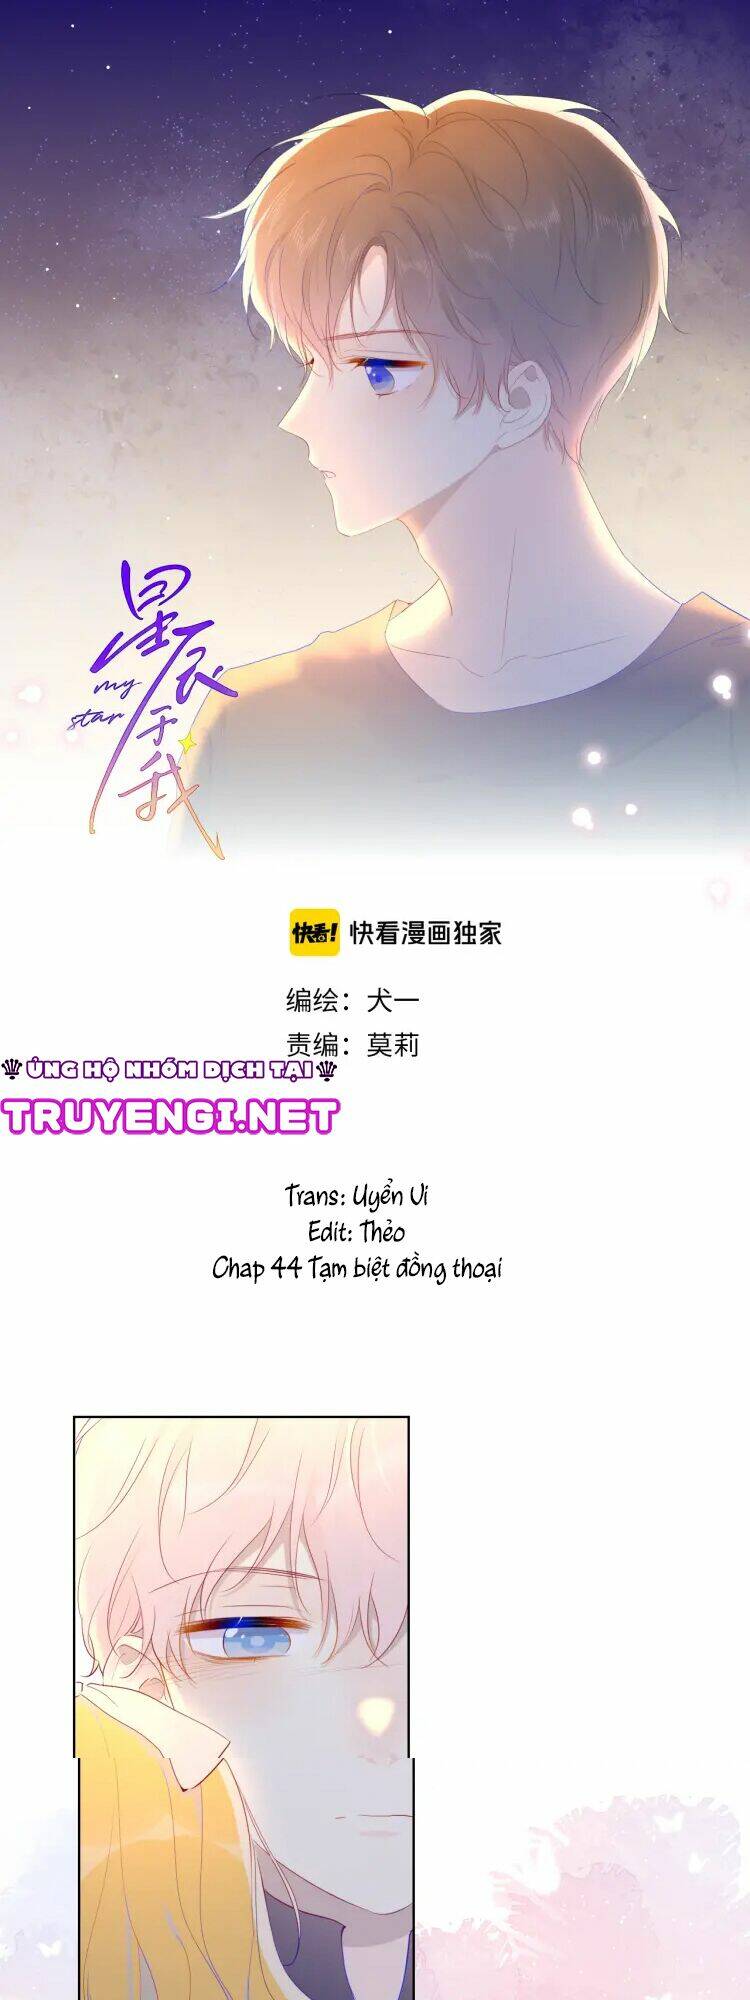 星辰于我
my
star
快看! 快看漫画独家
编绘：犬一
责编：莫莉
ỦNG HỘ NHÓM DỊCH TẠI
TRUYENGI.NET
Trans: Uyển Ui
Edit: Thẻo
Chap 44 Tạm biệt đồng thoại